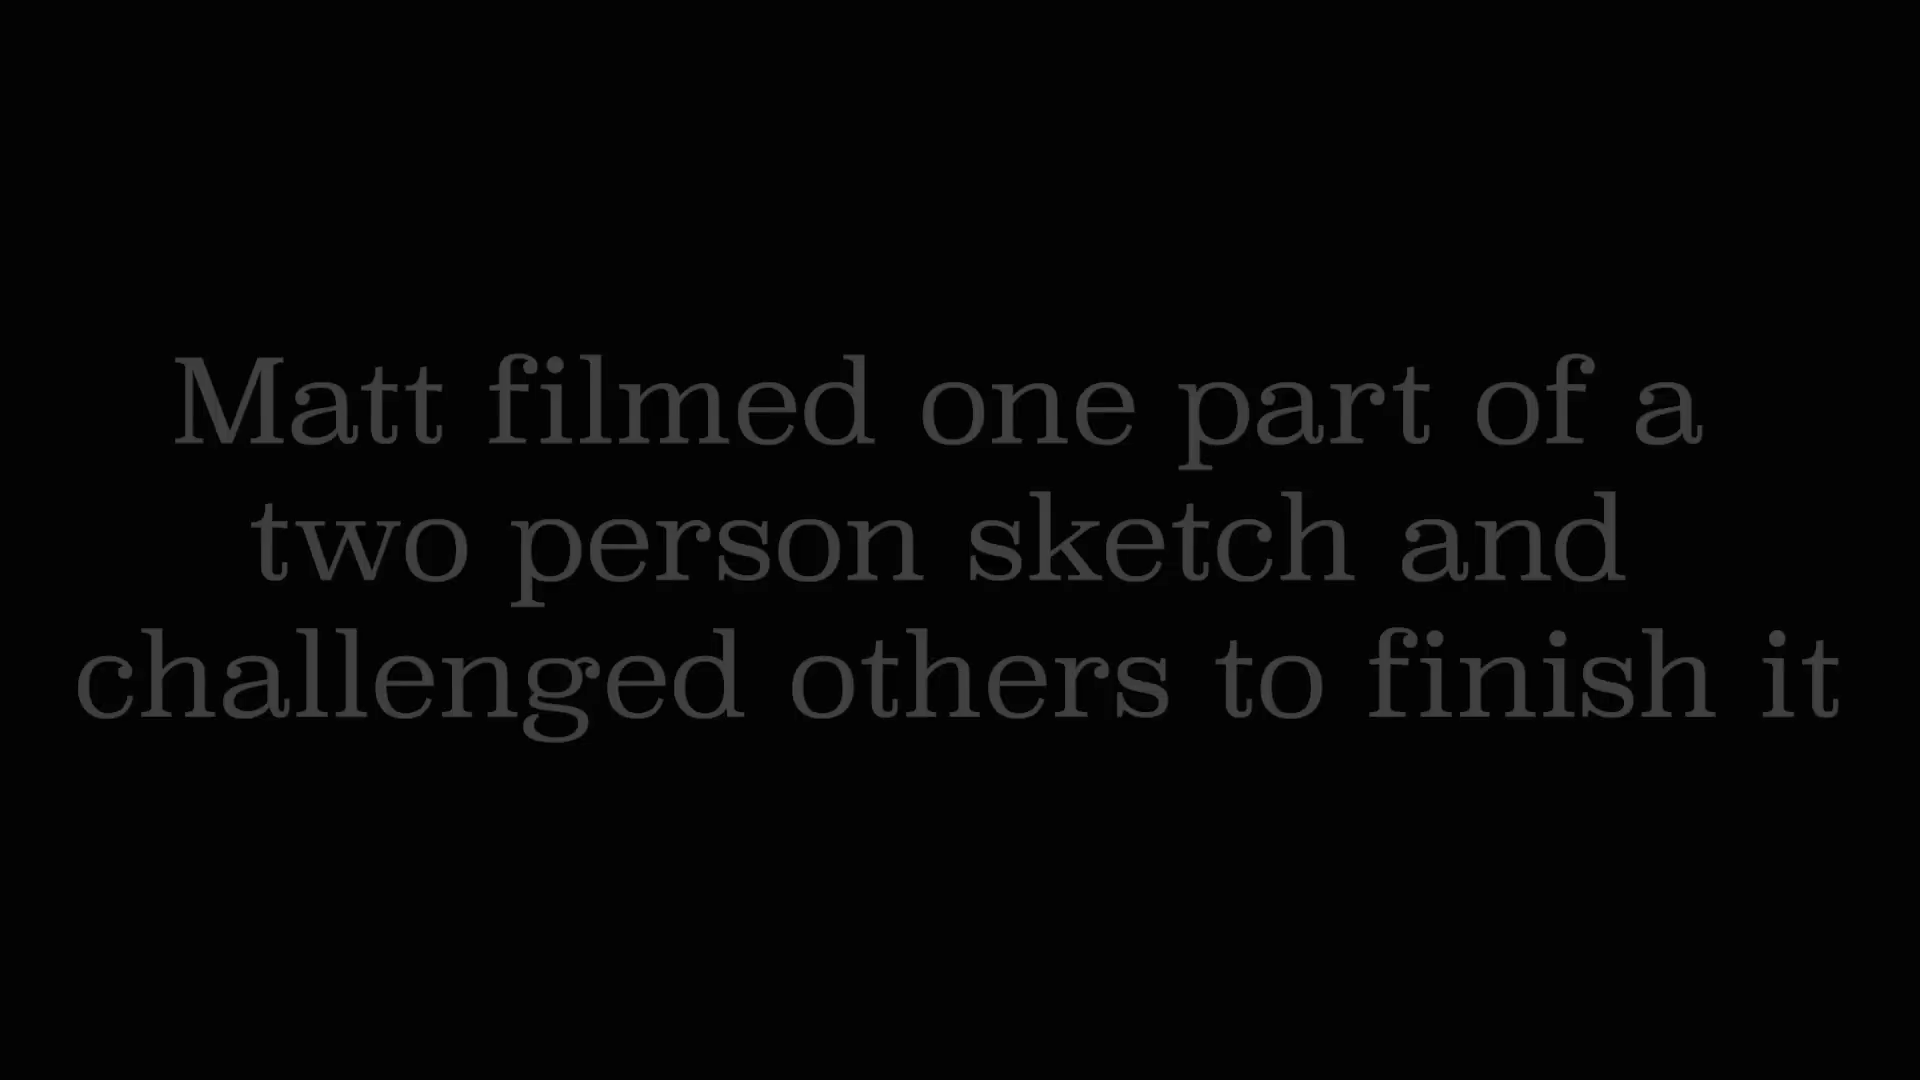 Matt filmed one part of a
two person sketch and
challenged others to finish it